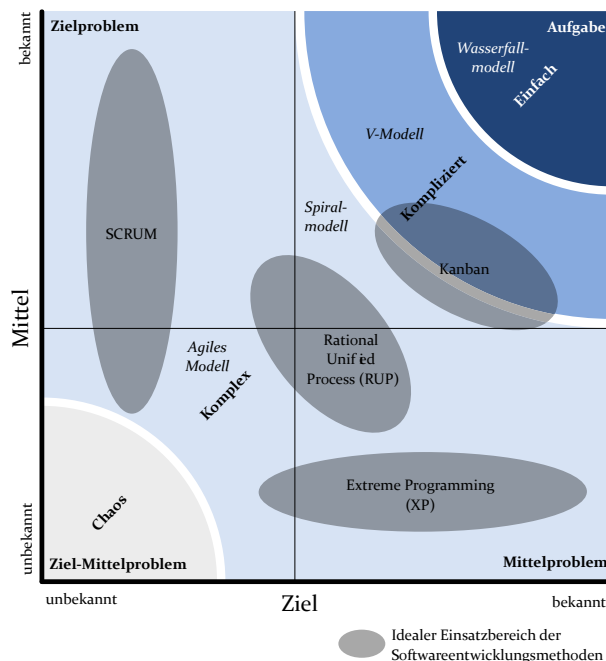 Zielproblem
Aufgabe
bekannt
Wasserfall-
modell
Einfach
V-Modell
Kompliziert
Spiral-
modell
SCRUM
Kanban
Mittel
Rational
Unified
Process (RUP)
Agiles
Modell
Komplex
Extreme Programming
(XP)
Chaos
unbekannt
Ziel-Mittelproblem
Mittelproblem
unbekannt
Ziel
bekannt
Idealer Einsatzbereich der
Softwareentwicklungsmethoden